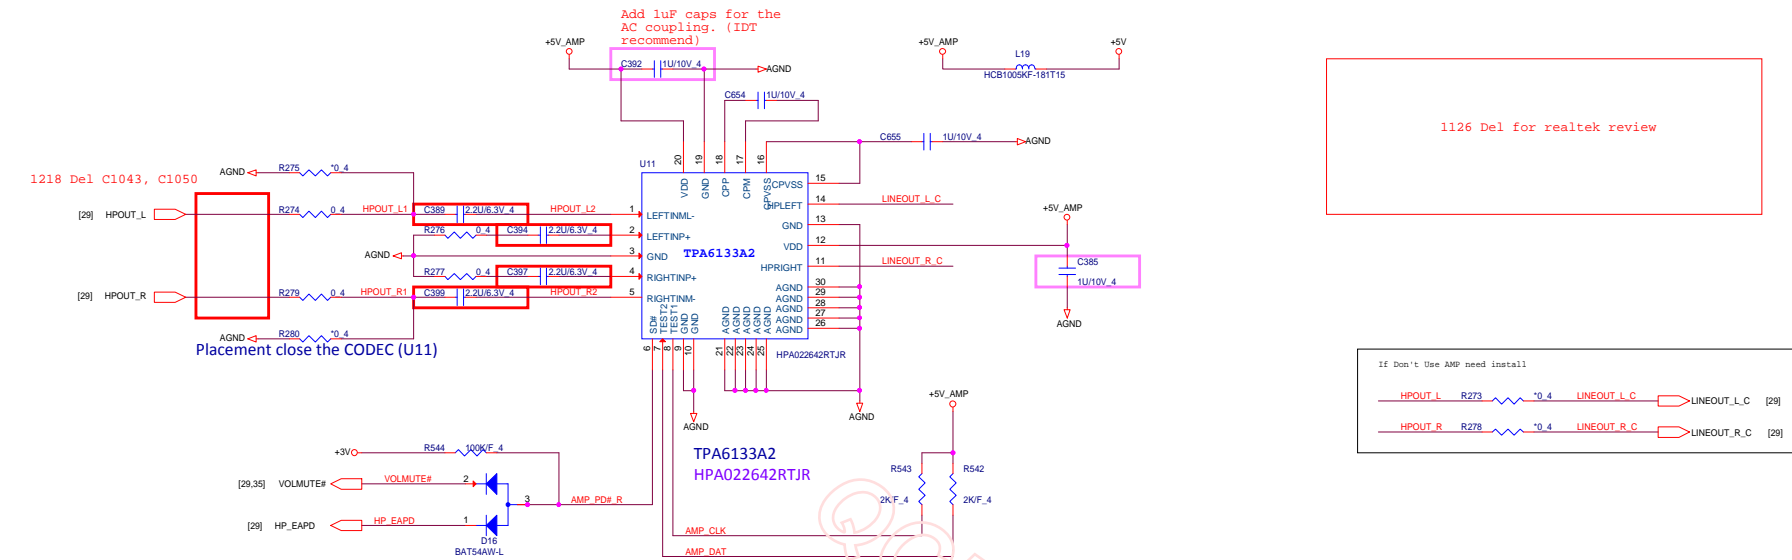 Add 1uF caps for the
AC coupling. (IDT
recommend)
+5V_AMP
C392
1U/10V_4
AGND
+5V_AMP
L19
HCB1005KF-181T15
+5V
1126 Del for realtek review
C654
1U/10V_4
C655
1U/10V_4
AGND
1218 Del C1043, C1050
AGND
R275
*0_4
[29]
HPOUT_L
R274
0_4
HPOUT_L1
C389
2.2U/6.3V_4
HPOUT_L2
R276
0_4
C394
2.2U/6.3V_4
AGND
R277
0_4
C397
2.2U/6.3V_4
[29]
HPOUT_R
R279
0_4
HPOUT_R1
C399
2.2U/6.3V_4
HPOUT_R2
AGND
R280
*0_4
Placement close the CODEC (U11)
U11
20
19
18
17
16
VDD
GND
CPP
CPM
CPVSS
1
LEFTINML-
2
LEFTINP+
3
GND
4
RIGHTINP+
5
RIGHTINM-
TPA6133A2
CPVSS
15
HPLEFT
14
LINEOUT_L_C
GND
13
VDD
12
HPRIGHT
11
LINEOUT_R_C
AGND
30
AGND
29
AGND
28
AGND
27
AGND
26
SD#
TEST2
TEST1
GND
GND
AGND
AGND
AGND
AGND
AGND
6
7
8
9
10
21
22
23
24
25
HPA022642RTJR
+5V_AMP
C385
1U/10V_4
AGND
AGND
AGND
TPA6133A2
HPA022642RTJR
+5V_AMP
R543
2K/F_4
R542
2K/F_4
+3V
R544
100K/F_4
[29,35]
VOLMUTE#
VOLMUTE#
2
3
AMP_PD#_R
[29]
HP_EAPD
HP_EAPD
1
D16
BAT54AW-L
AMP_CLK
AMP_DAT
If Don't Use AMP need install
HPOUT_L
R273
*0_4
LINEOUT_L_C
LINEOUT_L_C
[29]
HPOUT_R
R278
*0_4
LINEOUT_R_C
LINEOUT_R_C
[29]